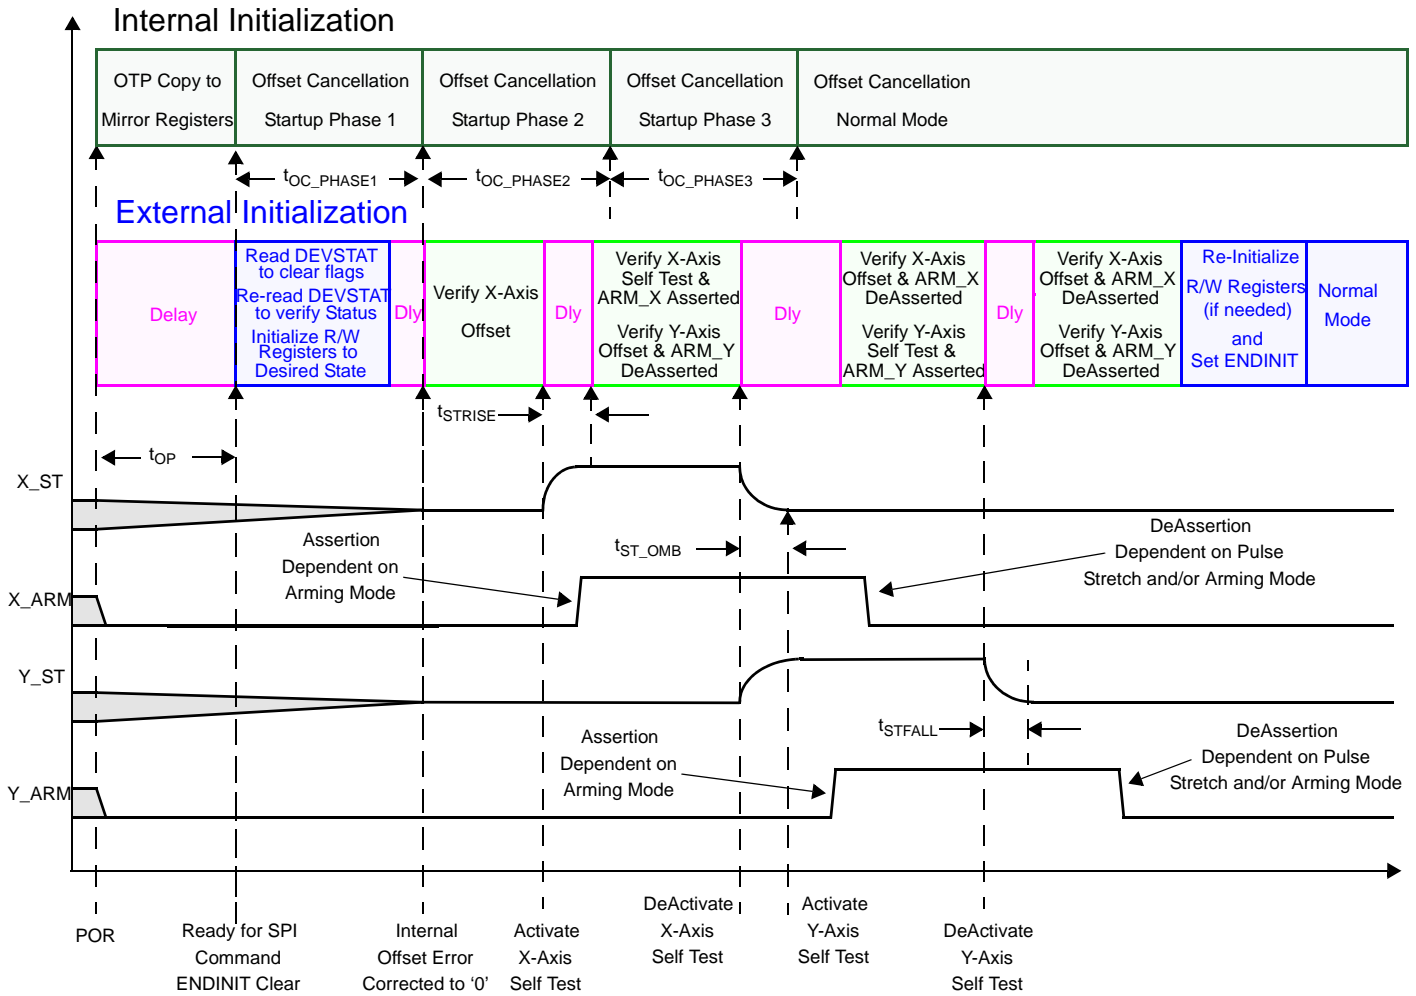 Internal Initialization
OTP Copy to
Mirror Registers
Offset Cancellation
Startup Phase 1
Offset Cancellation
Startup Phase 2
Offset Cancellation
Startup Phase 3
Offset Cancellation
Normal Mode
tOC_PHASE1
tOC_PHASE2
tOC_PHASE3
External Initialization
Delay
Read DEVSTAT
to clear flags
Re-read DEVSTAT
to verify Status
Initialize R/W
Registers to
Desired State
Dly
Verify X-Axis
Offset
Dly
Verify X-Axis
Self Test &
ARM_X Asserted
Verify Y-Axis
Offset & ARM_Y
DeAsserted
Dly
Verify X-Axis
Offset & ARM_X
DeAsserted
Verify Y-Axis
Self Test &
ARM_Y Asserted
Dly
Verify X-Axis
Offset & ARM_X
DeAsserted
Verify Y-Axis
Offset & ARM_Y
DeAsserted
Re-Initialize
R/W Registers
(if needed)
and
Set ENDINIT
Normal
Mode
tSTRISE
tOP
X_ST
Assertion
Dependent on
Arming Mode
tST_OMB
DeAssertion
Dependent on Pulse
Stretch and/or Arming Mode
X_ARM
Y_ST
tSTFALL
Assertion
Dependent on
Arming Mode
DeAssertion
Dependent on Pulse
Stretch and/or Arming Mode
Y_ARM
POR
Ready for SPI
Command
ENDINIT Clear
Internal
Offset Error
Corrected to ‘0’
Activate
X-Axis
Self Test
DeActivate
X-Axis
Self Test
Activate
Y-Axis
Self Test
DeActivate
Y-Axis
Self Test